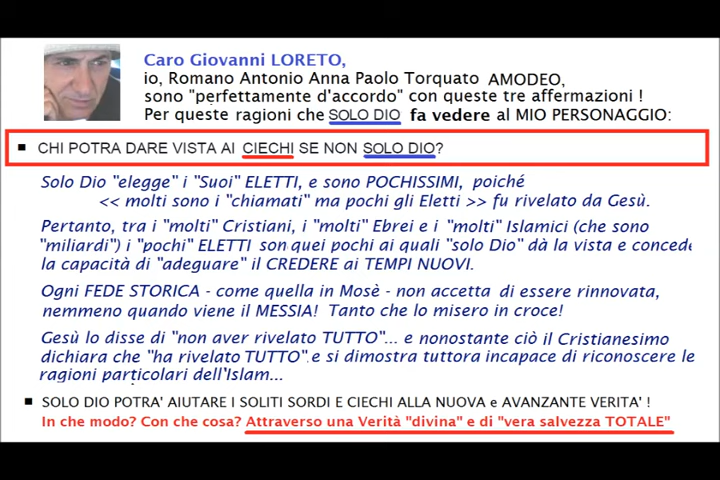 Caro Giovanni LORETO,
io, Romano Antonio Anna Paolo Torquato AMODEO,
sono "perfettamente d'accordo" con queste tre affermazioni !
Per queste ragioni che SOLO DIO fa vedere al MIO PERSONAGGIO:
■ CHI POTRA DARE VISTA AI CIECHI SE NON SOLO DIO?
Solo Dio "elegge" i "Suoi" ELETTI, e sono POCHISSIMI, poiché
<< molti sono i "chiamati" ma pochi gli Eletti >> fu rivelato da Gesù.
Pertanto, tra i "molti" Cristiani, i "molti" Ebrei e i "molti" Islamici (che sono
"miliardi") i "pochi" ELETTI son quei pochi ai quali "solo Dio" dà la vista e concede
la capacità di "adeguare" il CREDERE ai TEMPI NUOVI.
Ogni FEDE STORICA - come quella in Mosè - non accetta di essere rinnovata,
nemmeno quando viene il MESSIA! Tanto che lo misero in croce!
Gesù lo disse di "non aver rivelato TUTTO"... e nonostante ciò il Cristianesimo
dichiara che "ha rivelato TUTTO". e si dimostra tuttora incapace di riconoscere le
ragioni particolari dell'Islam...
■ SOLO DIO POTRA' AIUTARE I SOLITI SORDI E CIECHI ALLA NUOVA e AVANZANTE VERITA' !
In che modo? Con che cosa? Attraverso una Verità "divina" e di "vera salvezza TOTALE"